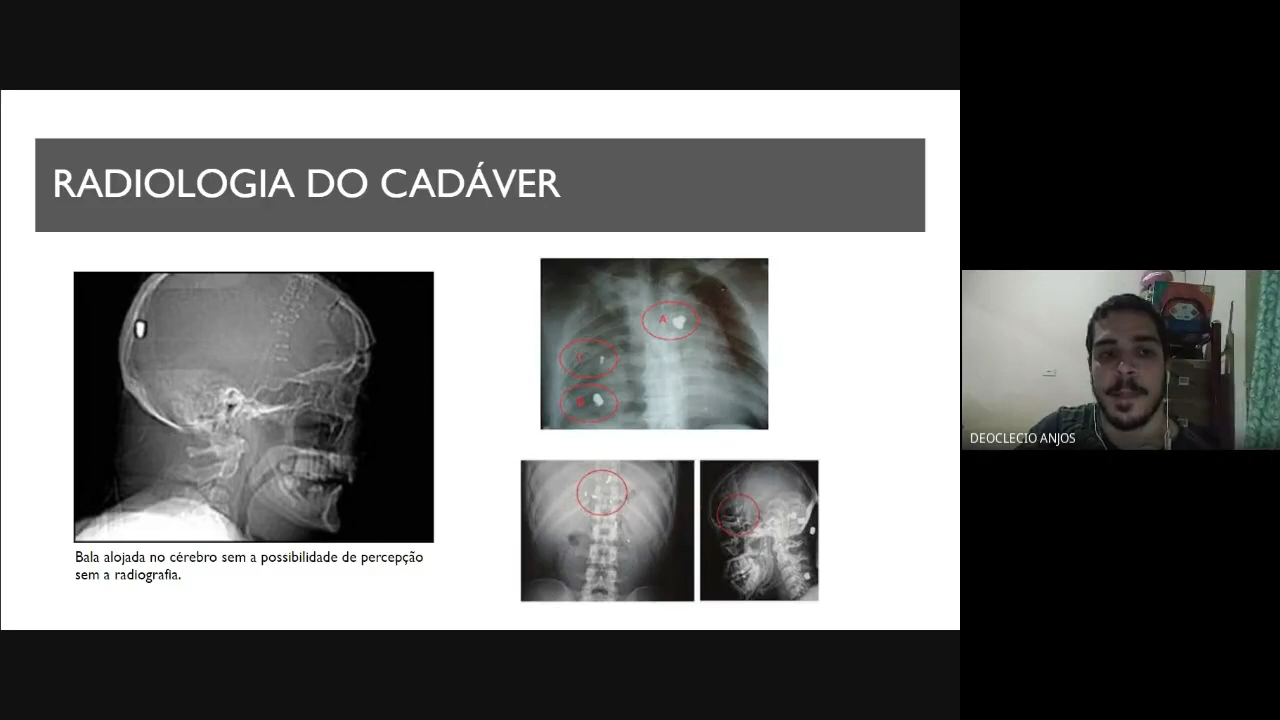 RADIOLOGIA DO CADÁVER
Bala alojada no cérebro sem a possibilidade de percepção
sem a radiografia.
A
B
DEOCLECIO ANJOS